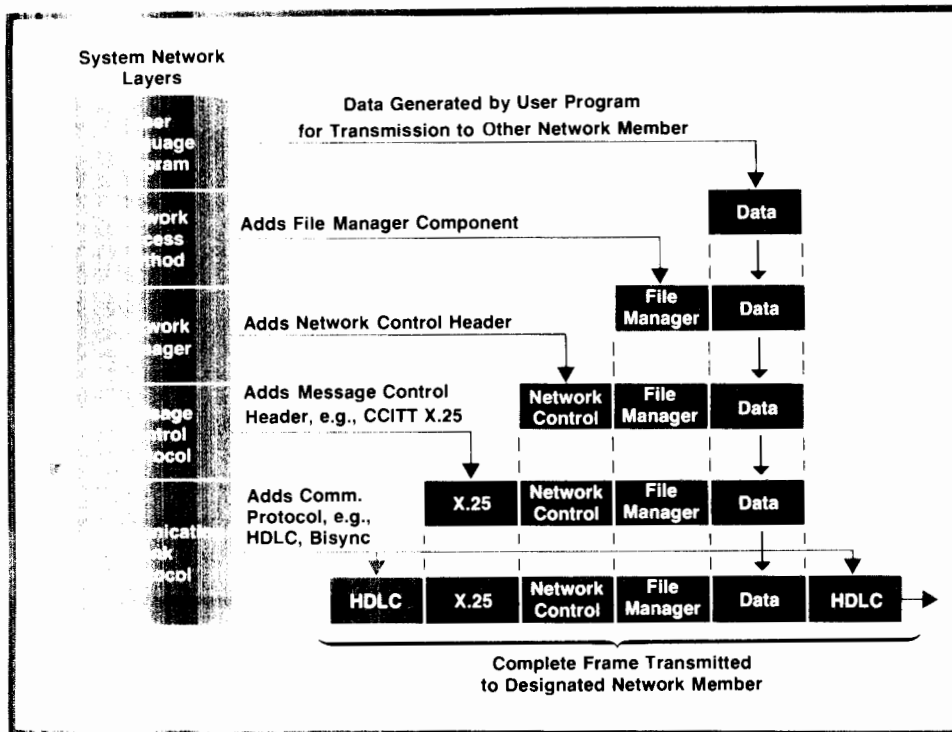 System Network
Layers
Data Generated by User Program
for Transmission to Other Network Member
Data
Adds File Manager Component
File
Manager
Data
Adds Network Control Header
Network
Control
File
Manager
Data
Adds Message Control
Header, e.g., CCITT X.25
X.25
Network
Control
File
Manager
Data
Adds Comm.
Protocol, e.g.,
HDLC, Bisync
HDLC
X.25
Network
Control
File
Manager
Data
HDLC
Complete Frame Transmitted
to Designated Network Member